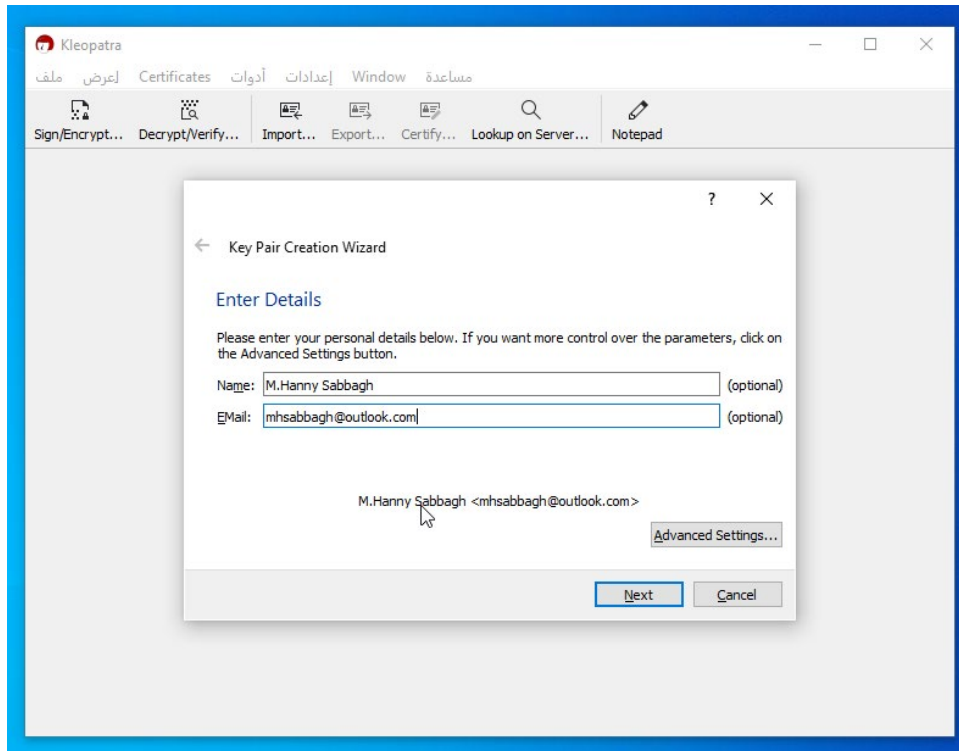 Kleopatra
ملف إعرض Certificates أدوات إعدادات Window مساعدة
Sign/Encrypt... Decrypt/Verify... Import... Export... Certify... Lookup on Server... Notepad
?
Key Pair Creation Wizard
Enter Details
Please enter your personal details below. If you want more control over the parameters, click on
the Advanced Settings button.
Name: M.Hanny Sabbagh (optional)
EMail: mhsabbagh@outlook.com (optional)
M.Hanny Sabbagh <mhsabbagh@outlook.com>
Advanced Settings...
Next Cancel